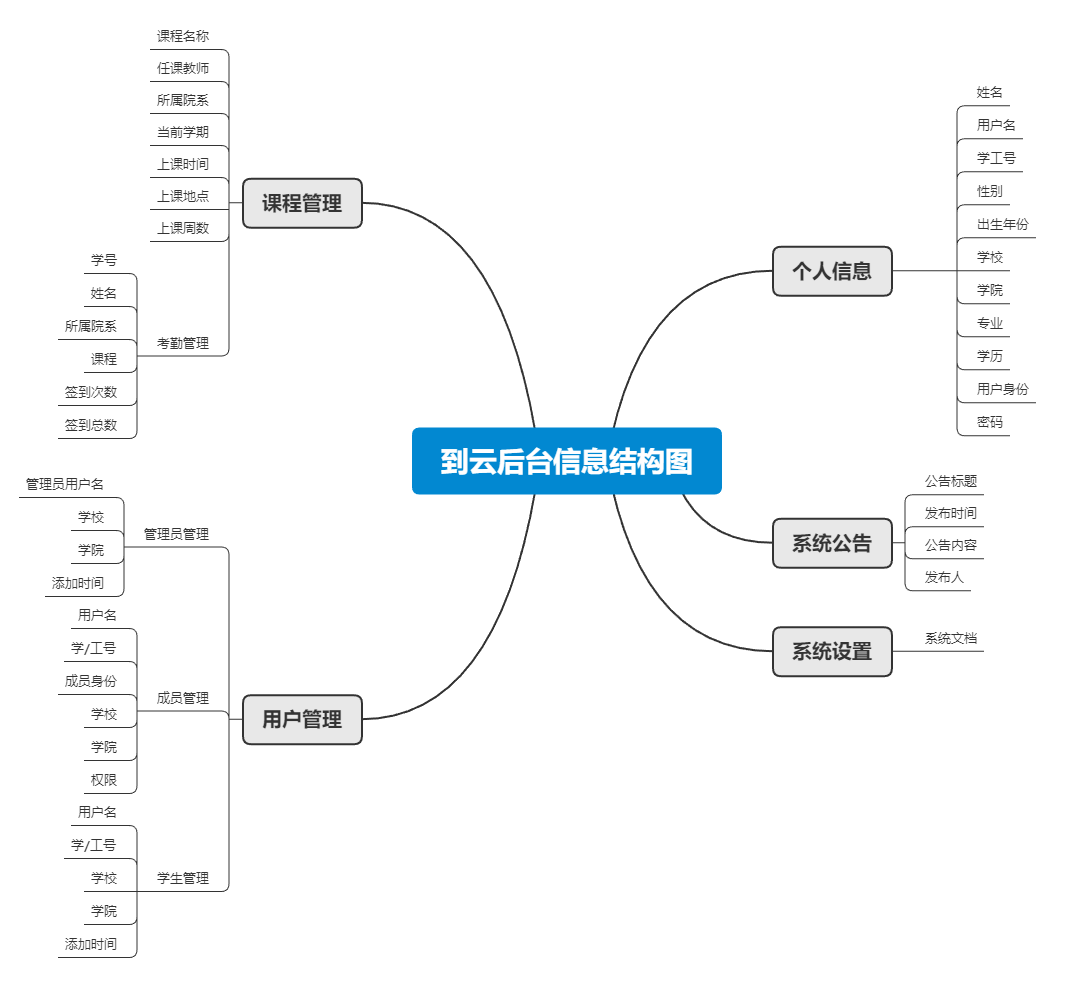 到云后台信息结构图
个人信息
姓名
用户名
学工号
性别
出生年份
学校
学院
专业
学历
用户身份
密码
系统公告
公告标题
发布时间
公告内容
发布人
系统设置
系统文档
课程管理
课程名称
任课教师
所属院系
当前学期
上课时间
上课地点
上课周数
考勤管理
学号
姓名
所属院系
课程
签到次数
签到总数
用户管理
管理员管理
管理员用户名
学校
学院
添加时间
成员管理
用户名
学/工号
成员身份
学校
学院
权限
学生管理
用户名
学/工号
学校
学院
添加时间